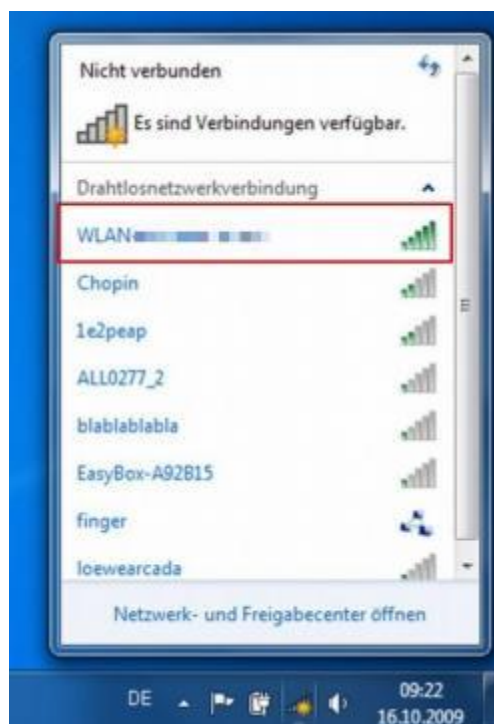 Nicht verbunden
Es sind Verbindungen verfügbar.
Drahtlosnetzwerkverbindung
WLAN
Chopin
1e2peap
ALL0277_2
blablablabla
EasyBox-A92B15
finger
loewearcada
Netzwerk- und Freigabecenter öffnen
DE
09:22
16.10.2009